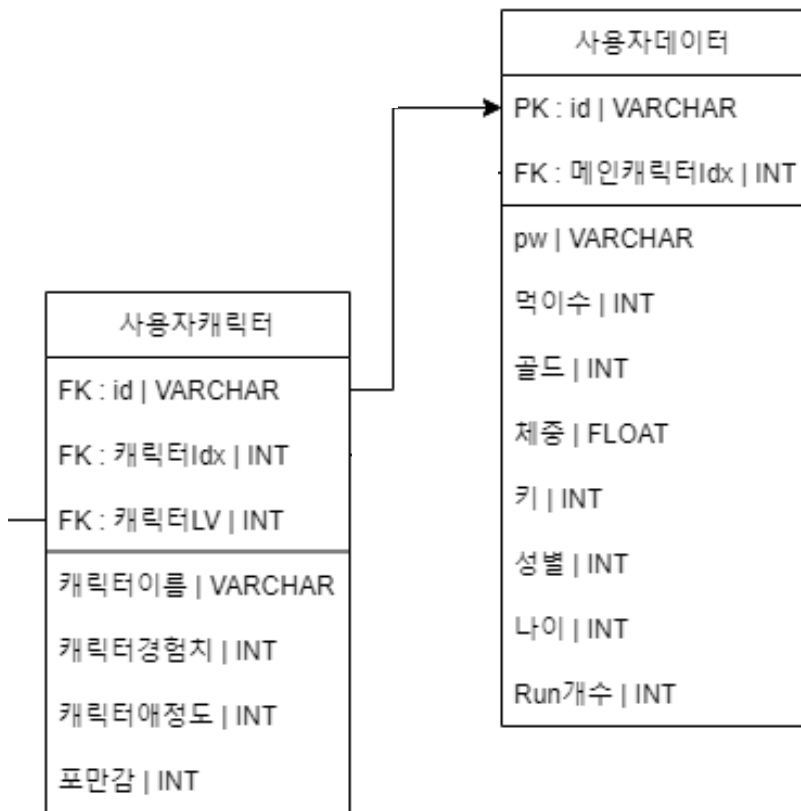 사용자데이터
PK : id | VARCHAR
FK : 메인캐릭터Idx | INT
pw | VARCHAR
먹이수 | INT
골드 | INT
체중 | FLOAT
키 | INT
성별 | INT
나이 | INT
Run개수 | INT
사용자캐릭터
FK : id | VARCHAR
FK : 캐릭터Idx | INT
FK : 캐릭터LV | INT
캐릭터이름 | VARCHAR
캐릭터경험치 | INT
캐릭터애정도 | INT
포만감 | INT